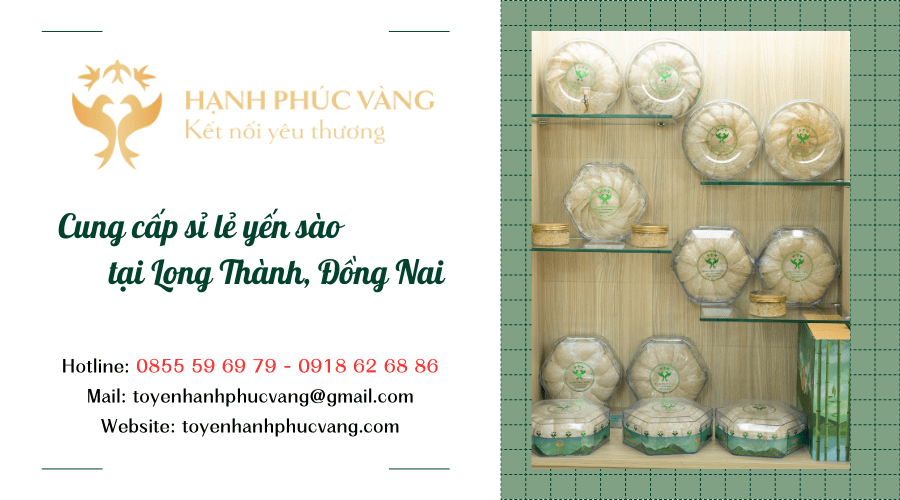 HẠNH PHÚC VÀNG
Kết nối yêu thương
Cung cấp sỉ lẻ yến sào
tại Long Thành, Đồng Nai
Hotline: 0855 59 69 79 - 0918 62 68 86
Mail: toyenhanhphucvang@gmail.com
Website: toyenhanhphucvang.com